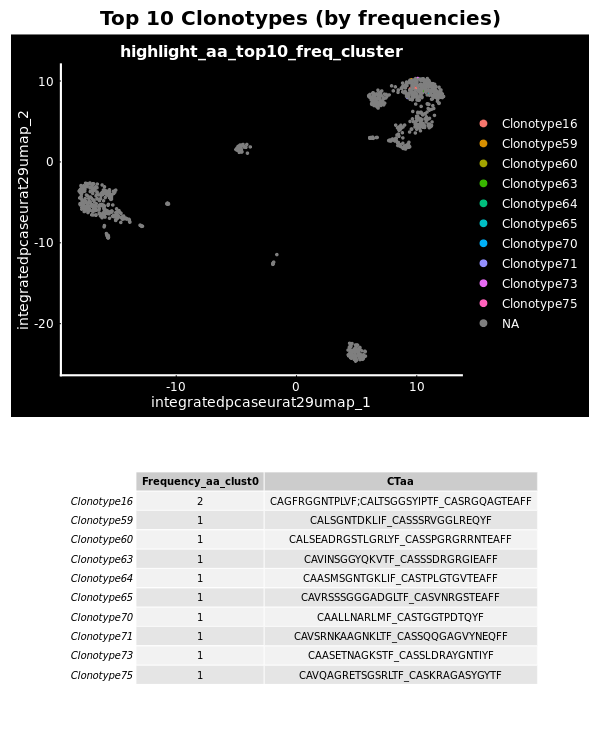 Top 10 Clonotypes (by frequencies)
highlight_aa_top10_freq_cluster
integratedpcaseurat29umap_2
10
0
-10
-20
-10 0 10
integratedpcaseurat29umap_1
Clonotype16
Clonotype59
Clonotype60
Clonotype63
Clonotype64
Clonotype65
Clonotype70
Clonotype71
Clonotype73
Clonotype75
NA
Frequency_aa_clust0 CTaa
Clonotype16 2 CAGFRGGNTPLVF;CALTSGGSYIPTF_CASRGQAGTEAFF
Clonotype59 1 CALSGNTDKLIF_CASSSRVGGLREQYF
Clonotype60 1 CALSEADRGSTLGRLYF_CASSPGRGRRNTEAFF
Clonotype63 1 CAVINSGGYQKVTF_CASSSDRGRGIEAFF
Clonotype64 1 CAASMSGNTGKLIF_CASTPLGTGVTEAFF
Clonotype65 1 CAVRSSSGGGADGLTF_CASVNRGSTEAFF
Clonotype70 1 CAALLNARLMF_CASTGGTPDTQYF
Clonotype71 1 CAVSRNKAAGNKLTF_CASSQQGAGVYNEQFF
Clonotype73 1 CAASETNAGKSTF_CASSLDRAYGNTIYF
Clonotype75 1 CAVQAGRETSGSRLTF_CASKRAGASYGYTF